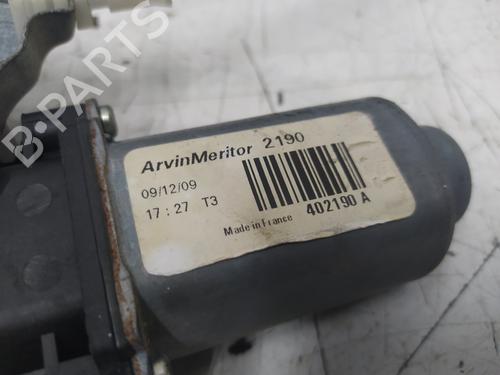 B-PARTS
ArvinMeritor 2190
09/12/09
17:27 T3
402190 A
Made in France